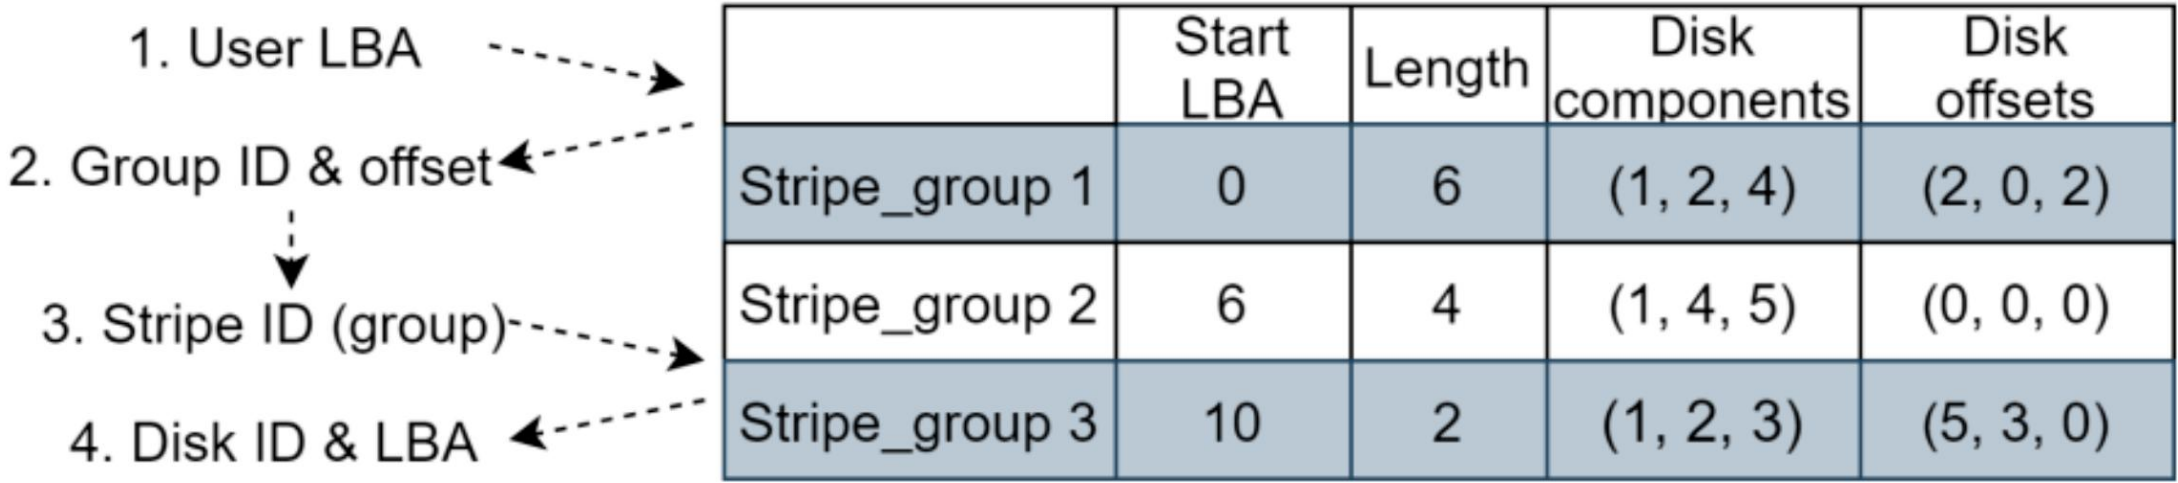 1. User LBA
2. Group ID & offset
3. Stripe ID (group)
4. Disk ID & LBA
Start LBA Length Disk components Disk offsets
Stripe_group 1 0 6 (1, 2, 4) (2, 0, 2)
Stripe_group 2 6 4 (1, 4, 5) (0, 0, 0)
Stripe_group 3 10 2 (1, 2, 3) (5, 3, 0)